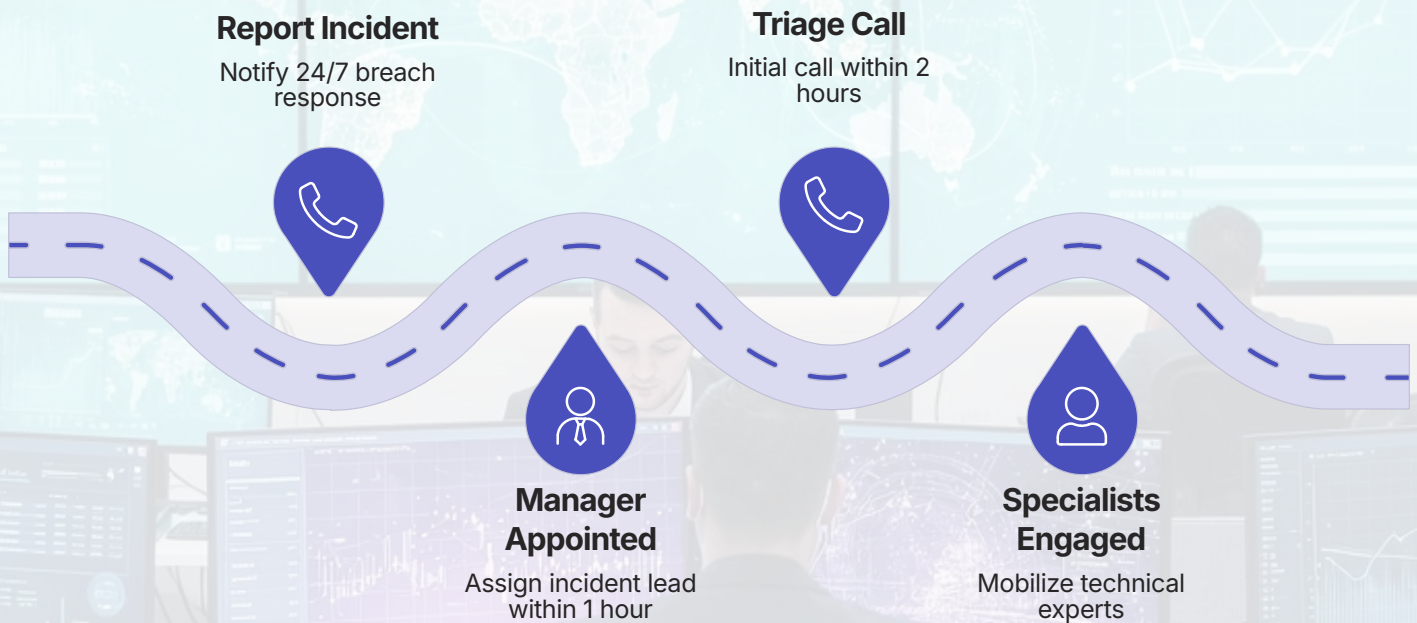 Report Incident
Notify 24/7 breach
response
Manager
Appointed
Assign incident lead
within 1 hour
Triage Call
Initial call within 2
hours
Specialists
Engaged
Mobilize technical
experts